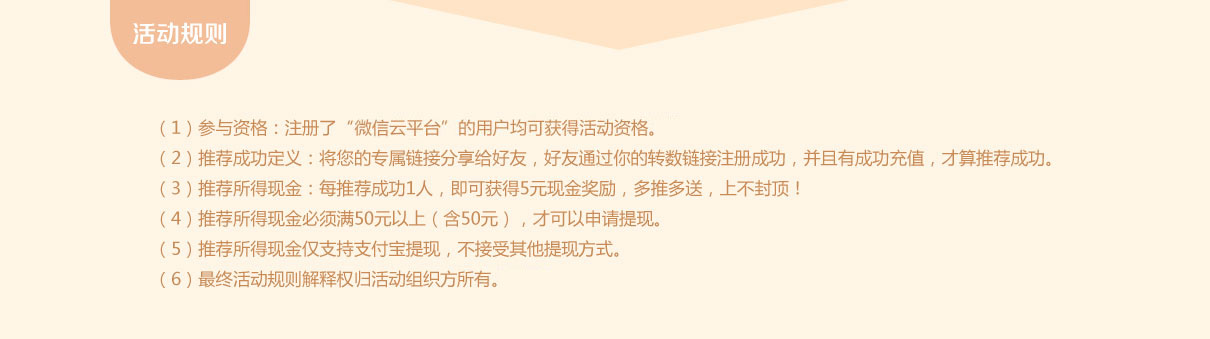 活动规则
（1）参与资格：注册了“微信云平台”的用户均可获得活动资格。
（2）推荐成功定义：将您的专属链接分享给好友，好友通过你的转数链接注册成功，并且有成功充值，才算推荐成功。
（3）推荐所得现金：每推荐成功1人，即可获得5元现金奖励，多推多送，上不封顶！
（4）推荐所得现金必须满50元以上（含50元），才可以申请提现。
（5）推荐所得现金仅支持支付宝提现，不接受其他提现方式。
（6）最终活动规则解释权归活动组织方所有。